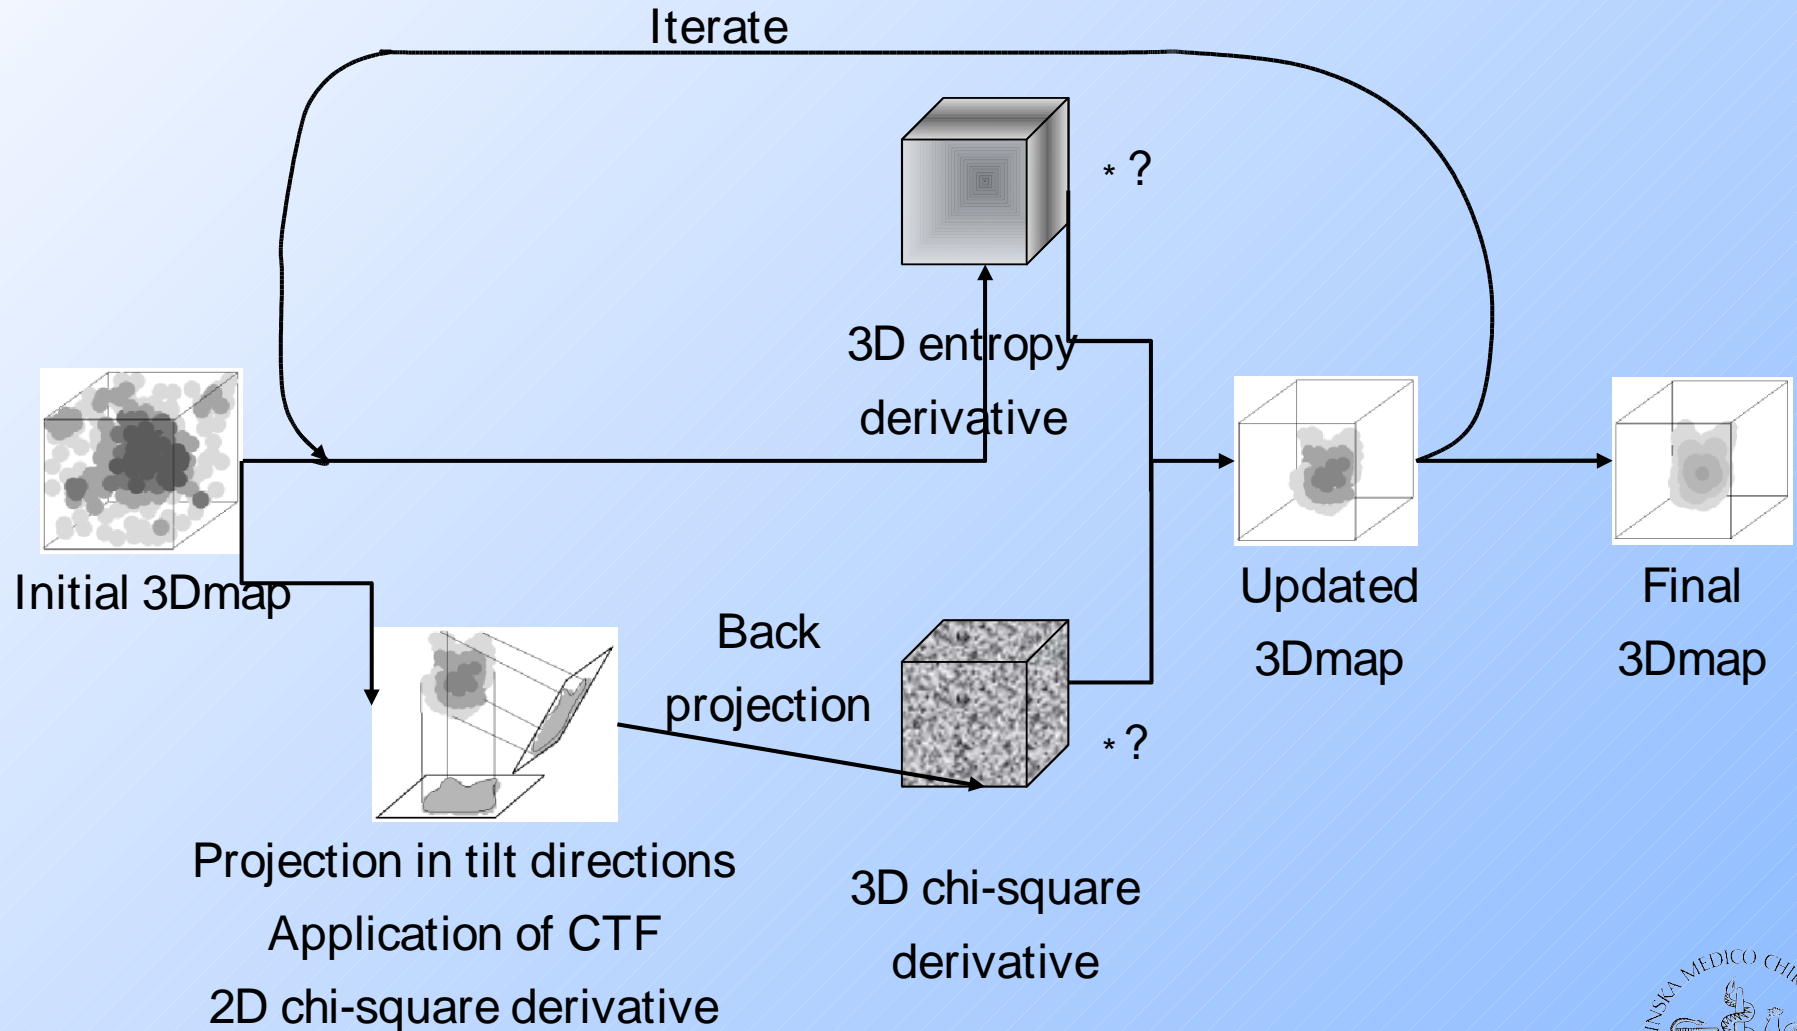 Iterate
* ?
3D entropy
derivative
Initial 3Dmap
Back
projection
* ?
Updated
3Dmap
Final
3Dmap
Projection in tilt directions
Application of CTF
2D chi-square derivative
3D chi-square
derivative
MEDICO